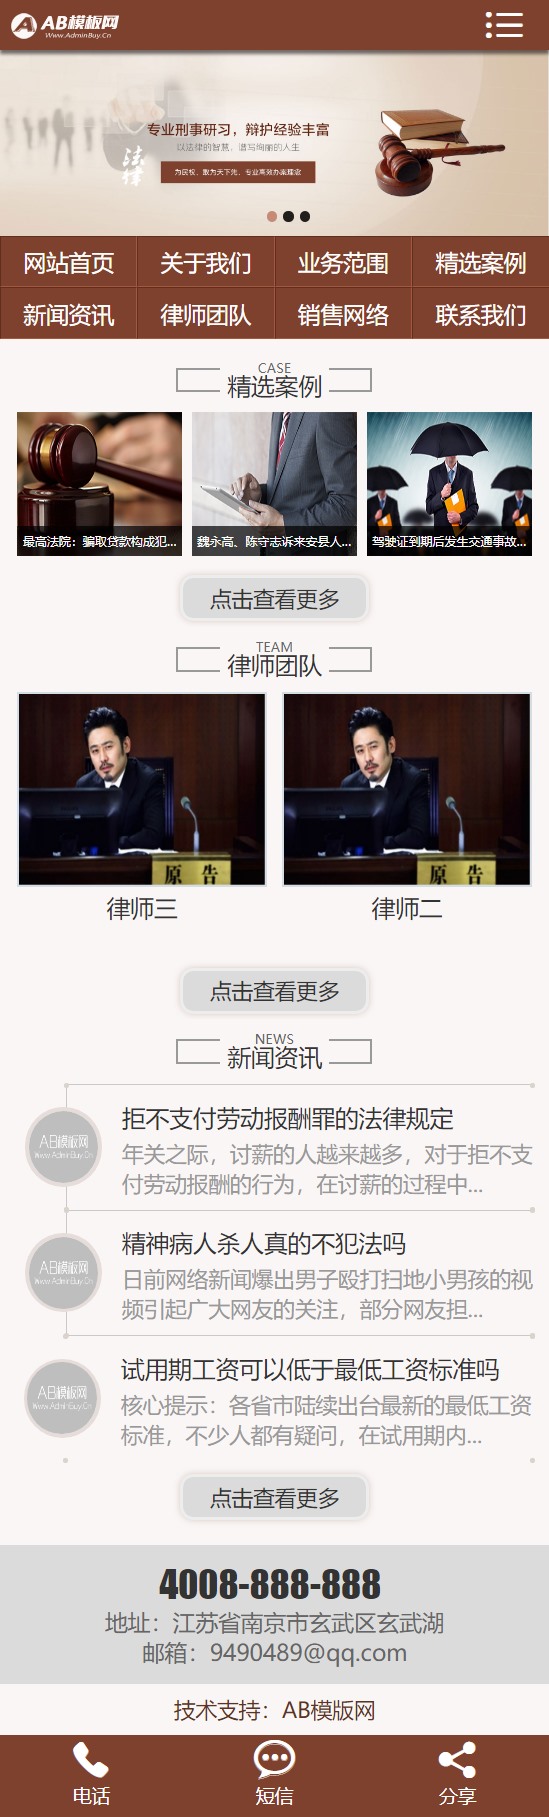 AB模板网
Www.AdminBuy.Cn
专业刑事研习，辩护经验丰富
以法律的智慧，谱写绚丽的人生
法律
为民权、敢为天下先、专业高效办案理念
网站首页 关于我们 业务范围 精选案例
新闻资讯 律师团队 销售网络 联系我们
CASE
精选案例
最高法院：骗取贷款构成犯...
魏永高、陈守志诉来安县人...
驾驶证到期后发生交通事故...
点击查看更多
TEAM
律师团队
原告
原告
律师三 律师二
点击查看更多
NEWS
新闻资讯
拒不支付劳动报酬罪的法律规定
AB模板网
Www.AdminBuy.Cn
年关之际，讨薪的人越来越多，对于拒不支
付劳动报酬的行为，在讨薪的过程中...
精神病人杀人真的不犯法吗
AB模板网
Www.AdminBuy.Cn
日前网络新闻爆出男子殴打扫地小男孩的视
频引起广大网友的关注，部分网友担...
试用期工资可以低于最低工资标准吗
AB模板网
Www.AdminBuy.Cn
核心提示：各省市陆续出台最新的最低工资
标准，不少人都有疑问，在试用期内...
点击查看更多
4008-888-888
地址：江苏省南京市玄武区玄武湖
邮箱：9490489@qq.com
技术支持：AB模版网
电话 短信 分享